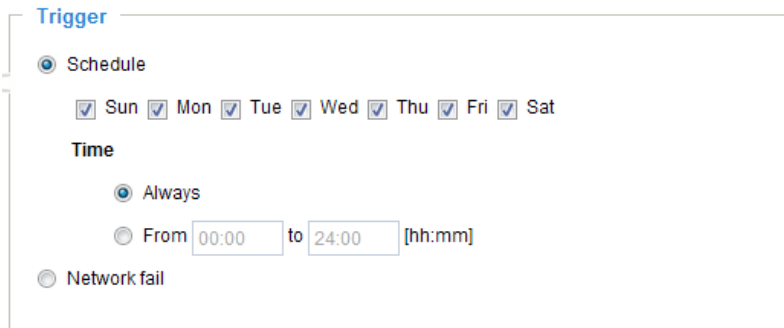 Trigger
Schedule
Sun Mon Tue Wed Thu Fri Sat
Time
Always
From 00:00 to 24:00 [hh:mm]
Network fail